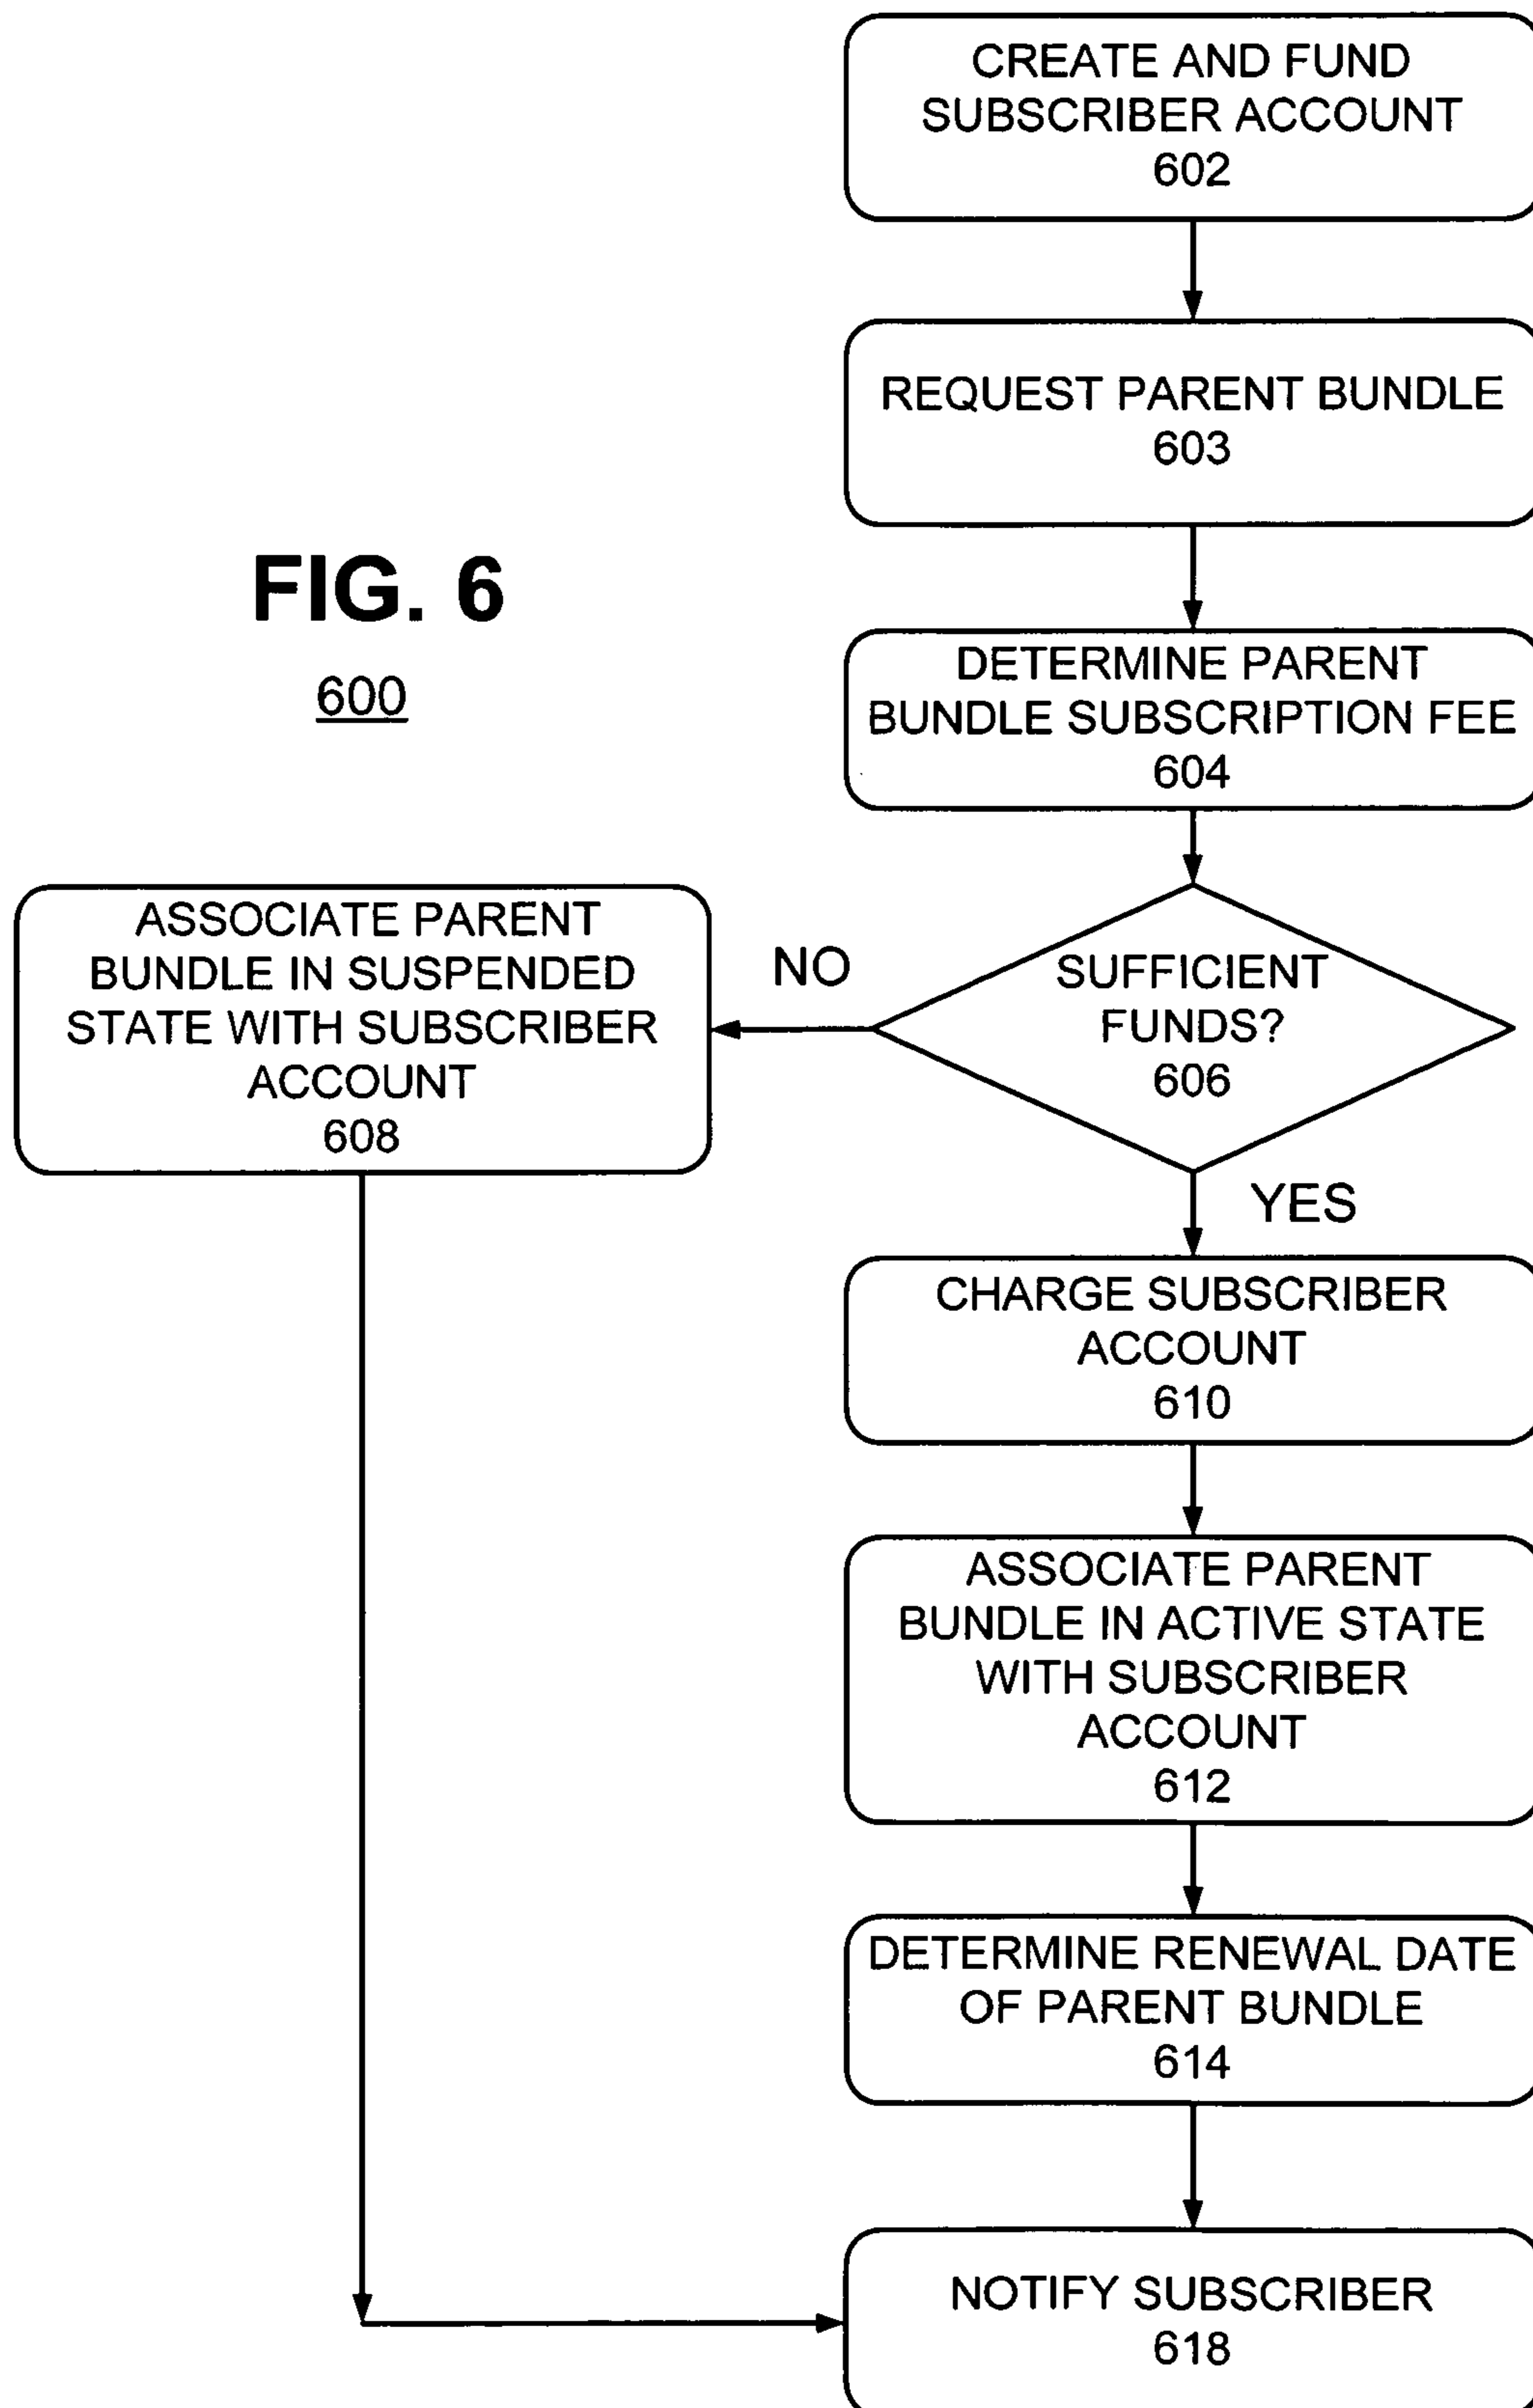 CREATE AND FUND
SUBSCRIBER ACCOUNT
602
REQUEST PARENT BUNDLE
603
FIG. 6
600
DETERMINE PARENT
BUNDLE SUBSCRIPTION FEE
604
ASSOCIATE PARENT
BUNDLE IN SUSPENDED
STATE WITH SUBSCRIBER
ACCOUNT
608
NO
SUFFICIENT
FUNDS?
606
YES
CHARGE SUBSCRIBER
ACCOUNT
610
ASSOCIATE PARENT
BUNDLE IN ACTIVE STATE
WITH SUBSCRIBER
ACCOUNT
612
DETERMINE RENEWAL DATE
OF PARENT BUNDLE
614
NOTIFY SUBSCRIBER
618